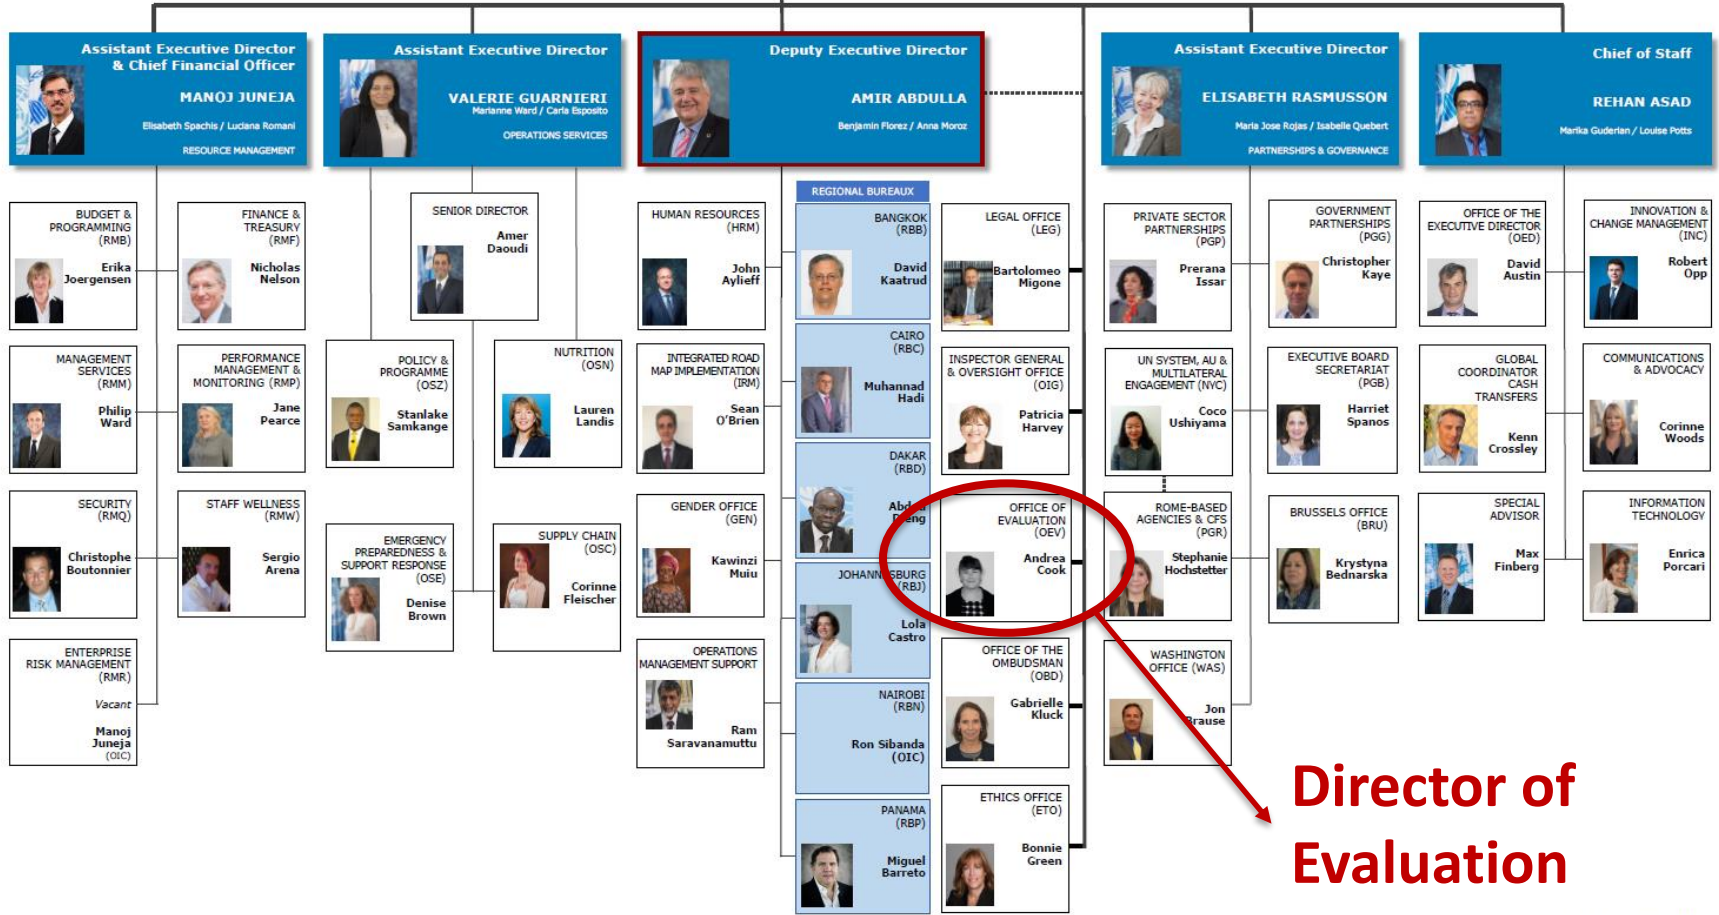 Assistant Executive Director
& Chief Financial Officer
MANOJ JUNEJA
Elisabeth Spachis / Luciana Romani
RESOURCE MANAGEMENT
Assistant Executive Director
VALERIE GUARNIERI
Marianne Ward / Carla Esposito
OPERATIONS SERVICES
Deputy Executive Director
AMIR ABDULLA
Benjamin Florez / Anna Moroz
Assistant Executive Director
ELISABETH RASMUSSON
Maria Jose Rojas / Isabelle Quebert
PARTNERSHIPS & GOVERNANCE
Chief of Staff
REHAN ASAD
Marika Guderian / Louise Potts
BUDGET &
PROGRAMMING
(RMB)
Erika
Joergensen
FINANCE &
TREASURY
(RMF)
Nicholas
Nelson
MANAGEMENT
SERVICES
(RMM)
Philip
Ward
PERFORMANCE
MANAGEMENT &
MONITORING (RMP)
Jane
Pearce
SECURITY
(RMQ)
Christophe
Boutonnier
STAFF WELLNESS
(RMW)
Sergio
Arena
ENTERPRISE
RISK MANAGEMENT
(RMR)
Vacant
Manoj
Juneja
(OIC)
SENIOR DIRECTOR
Amer
Daoudi
POLICY &
PROGRAMME
(OSZ)
Stanlake
Samkange
NUTRITION
(OSN)
Lauren
Landis
EMERGENCY
PREPAREDNESS &
SUPPORT RESPONSE
(OSE)
Denise
Brown
SUPPLY CHAIN
(OSC)
Corinne
Fleischer
HUMAN RESOURCES
(HRM)
John
Aylieff
INTEGRATED ROAD
MAP IMPLEMENTATION
(IRM)
Sean
O'Brien
GENDER OFFICE
(GEN)
Kawinzi
Muiu
OPERATIONS
MANAGEMENT SUPPORT
Ram
Saravanamuttu
REGIONAL BUREAUX
BANGKOK
(RBB)
David
Kaatrud
CAIRO
(RBC)
Muhannad
Hadi
DAKAR
(RBD)
JOHANNESBURG
(RBJ)
Lola
Castro
NAIROBI
(RBN)
Ron Sibanda
(OIC)
PANAMA
(RBP)
Miguel
Barreto
LEGAL OFFICE
(LEG)
Bartolomeo
Migone
INSPECTOR GENERAL
& OVERSIGHT OFFICE
(OIG)
Patricia
Harvey
OFFICE OF
EVALUATION
(OEV)
Andrea
Cook
OFFICE OF THE
OMBUDSMAN
(OBD)
Gabrielle
Kluck
ETHICS OFFICE
(ETO)
Bonnie
Green
PRIVATE SECTOR
PARTNERSHIPS
(PGP)
Prerana
Issar
GOVERNMENT
PARTNERSHIPS
(PGG)
Christopher
Kaye
UN SYSTEM, AU &
MULTILATERAL
ENGAGEMENT (NYC)
Coco
Ushiyama
EXECUTIVE BOARD
SECRETARIAT
(PGB)
Harriet
Spanos
ROME-BASED
AGENCIES & CFS
(PGR)
Stephanie
Hochstetter
BRUSSELS OFFICE
(BRU)
Krystyna
Bednarska
WASHINGTON
OFFICE (WAS)
Jon
Brause
OFFICE OF THE
EXECUTIVE DIRECTOR
(OED)
David
Austin
INNOVATION &
CHANGE MANAGEMENT
(INC)
Robert
Opp
GLOBAL
COORDINATOR
CASH
TRANSFERS
Kenn
Crossley
COMMUNICATIONS
& ADVOCACY
Corinne
Woods
SPECIAL
ADVISOR
Max
Finberg
INFORMATION
TECHNOLOGY
Enrica
Porcari
Director of
Evaluation